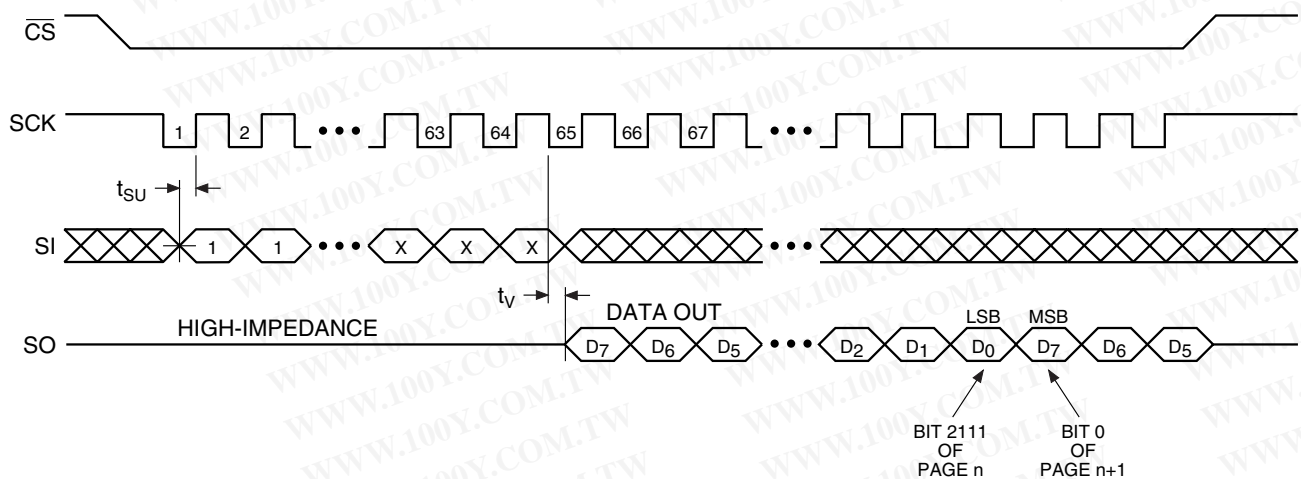 CS
SCK
1 2 63 64 65 66 67
tSU
SI
1 1 X X X
tV
DATA OUT
HIGH-IMPEDANCE
LSB MSB
SO
D7 D6 D5 D2 D1 D0 D7 D6 D5
BIT 2111
OF
PAGE n
BIT 0
OF
PAGE n+1
WWW.100Y.COM.TW